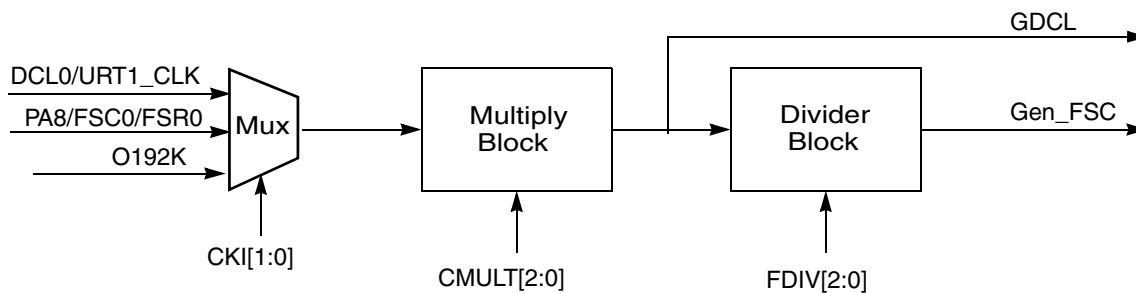 GDCL
DCL0/URT1_CLK
PA8/FSC0/FSR0
O192K
Mux
Multiply
Block
Divider
Block
Gen_FSC
CKI[1:0]
CMULT[2:0]
FDIV[2:0]